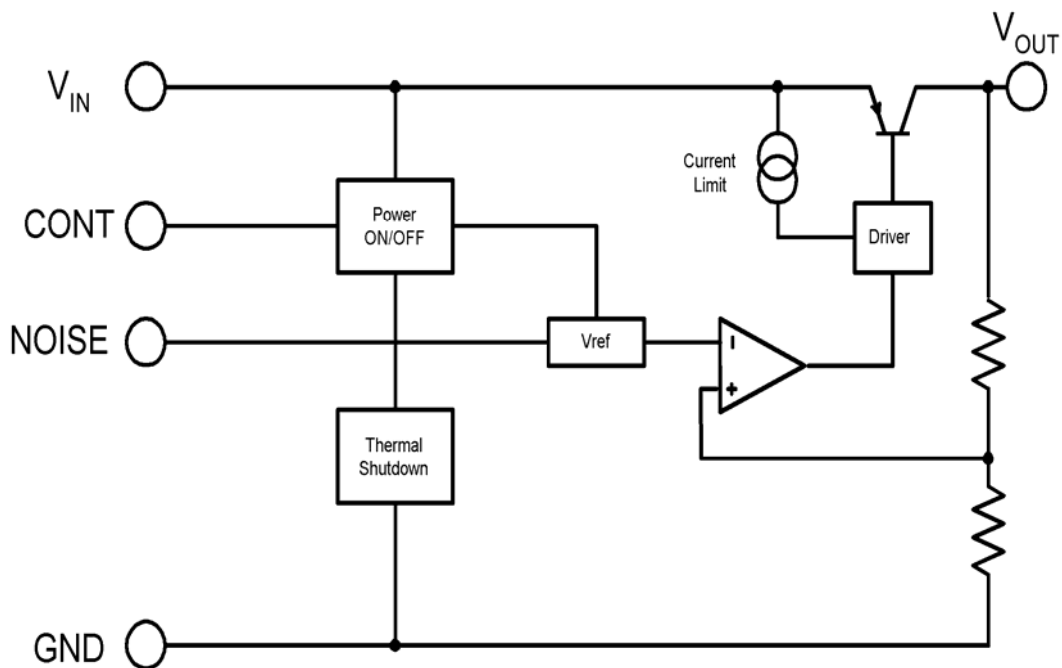 V_OUT
V_IN
Current
Limit
CONT
Power
ON/OFF
Driver
NOISE
Vref
-
+
Thermal
Shutdown
GND